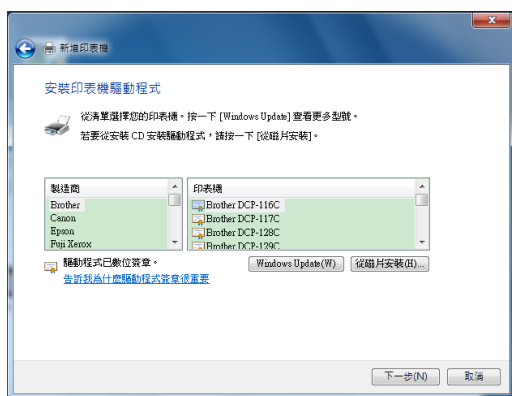 新增印表機
安裝印表機驅動程式
從清單選擇您的印表機。按一下 [Windows Update] 查看更多型號。
若要從安裝 CD 安裝驅動程式，請按一下 [從磁片安裝]。
製造商
Brother
Canon
Epson
Fuji Xerox
印表機
Brother DCP-116C
Brother DCP-117C
Brother DCP-128C
Brother DCP-129C
驅動程式已數位簽章。
告訴我為什麼驅動程式簽章很重要
Windows Update(W)
從磁片安裝(H)...
下一步(N)
取消